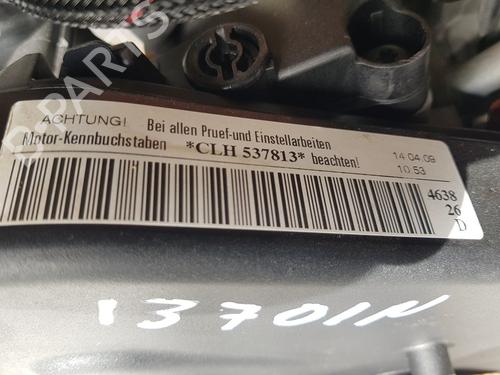 B-PARTS
ACHTUNG! Bei allen Pruef-und Einstellarbeiten
Motor-Kennbuchstaben *CLH 537813* beachten!
14 04 09
10 53
4638
26
D
13701N